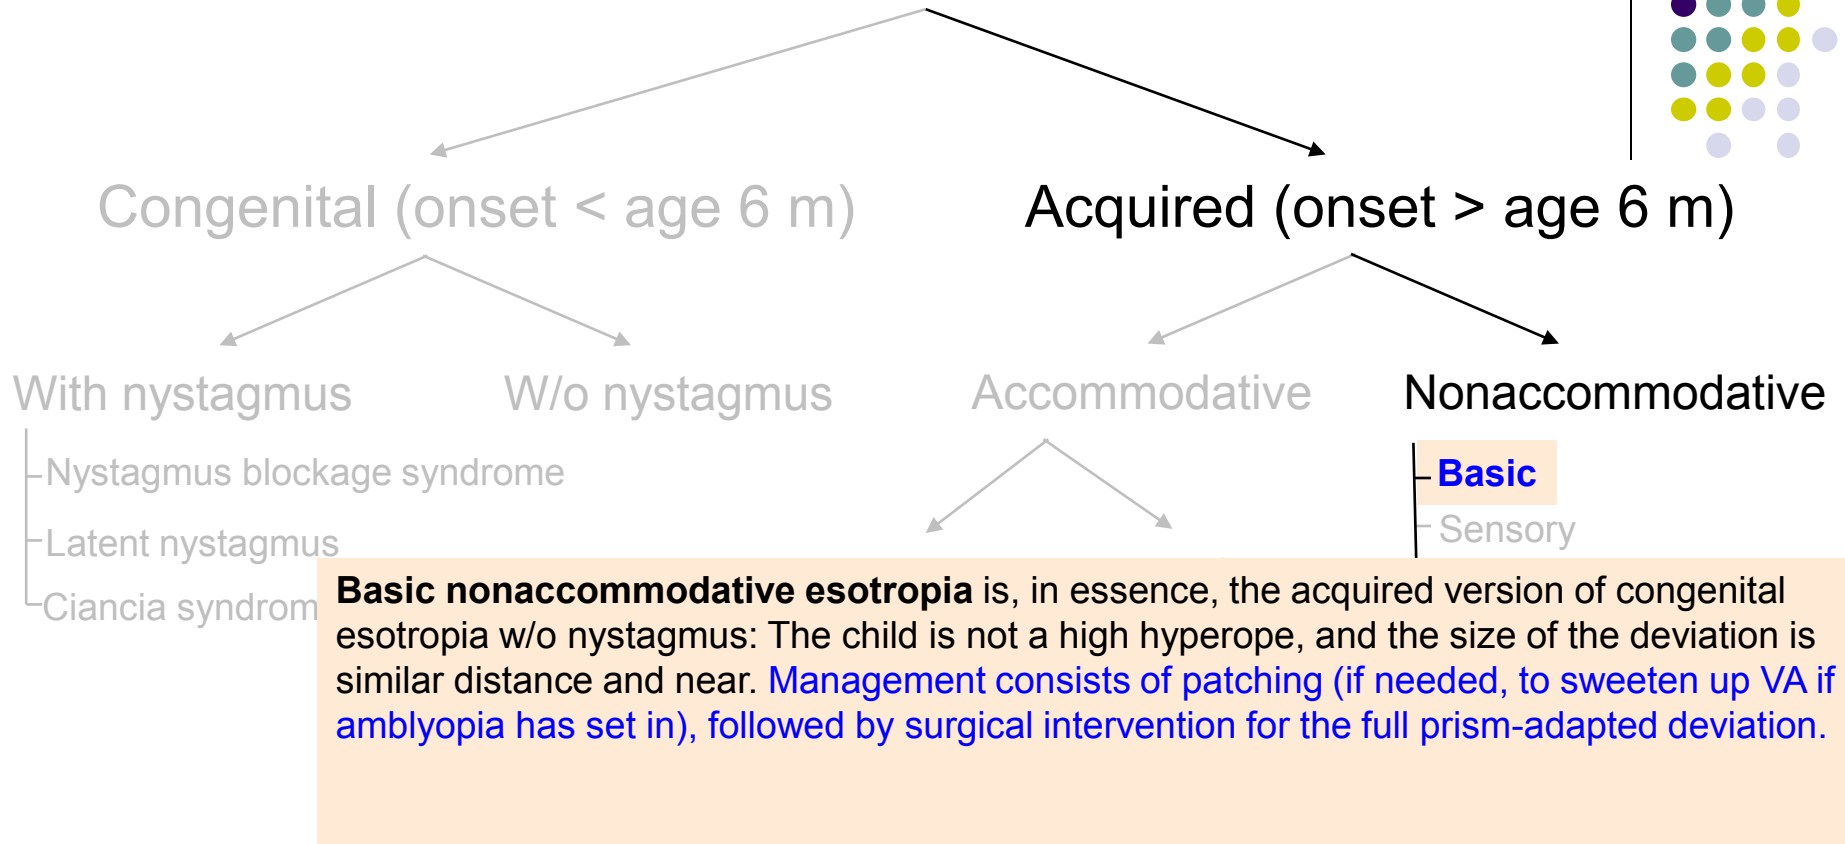 Congenital (onset < age 6 m)
Acquired (onset > age 6 m)
With nystagmus
W/o nystagmus
Accommodative
Nonaccommodative
Nystagmus blockage syndrome
Basic
Sensory
Latent nystagmus
Ciancia syndrom
Basic nonaccommodative esotropia is, in essence, the acquired version of congenital
esotropia w/o nystagmus: The child is not a high hyperope, and the size of the deviation is
similar distance and near. Management consists of patching (if needed, to sweeten up VA if
amblyopia has set in), followed by surgical intervention for the full prism-adapted deviation.